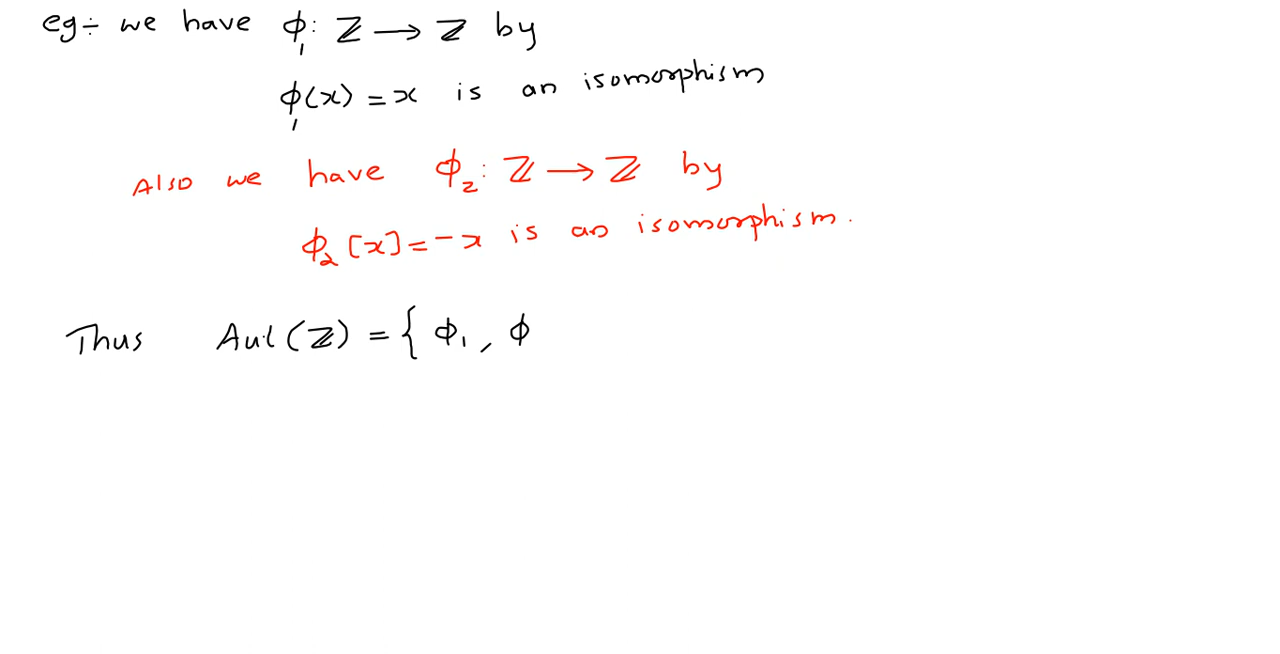 eg÷ we have ϕ₁: ℤ → ℤ by
ϕ₁(x) = x is an isomorphism
Also we have ϕ₂: ℤ → ℤ by
ϕ₂[x] = -x is an isomorphism.
Thus Aut(ℤ) = { ϕ₁, ϕ